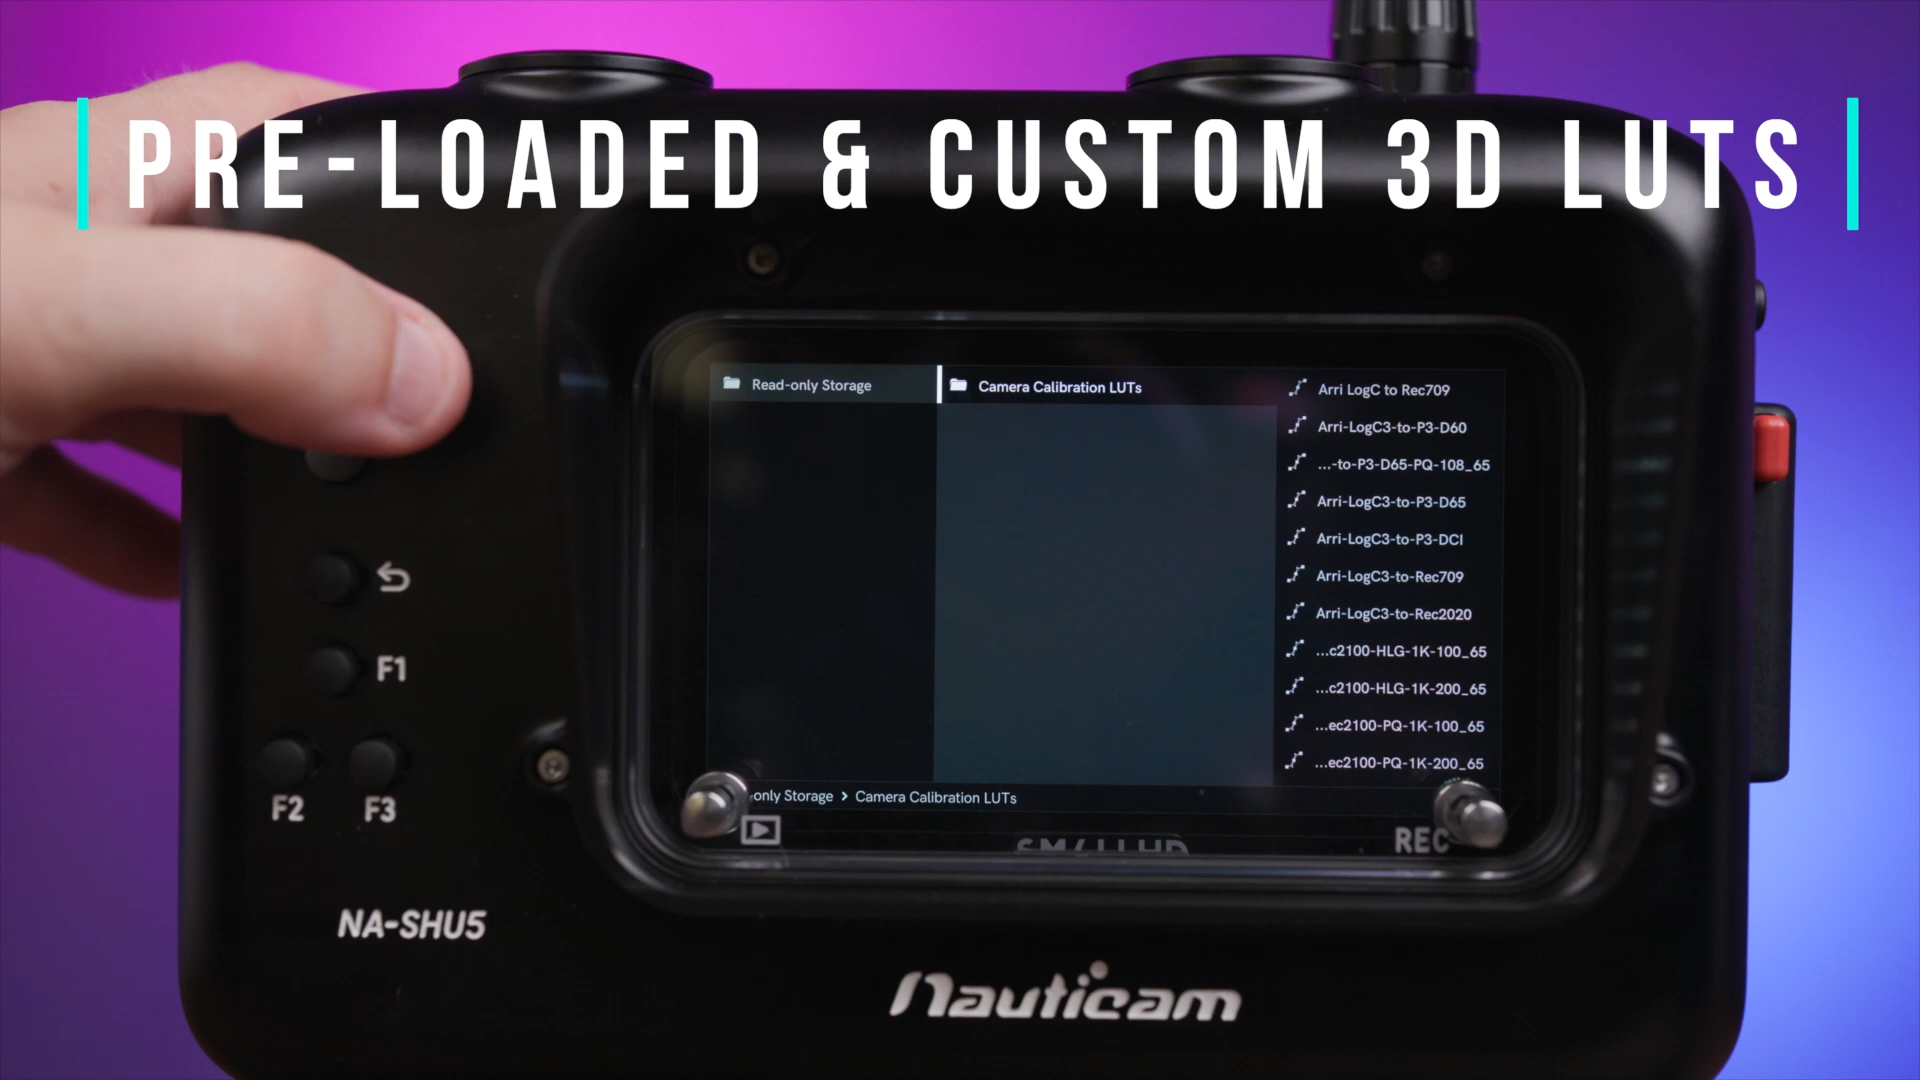 PRE-LOADED & CUSTOM 3D LUTS
Read-only Storage
Camera Calibration LUTs
Arri LogC to Rec709
Arri-LogC3-to-P3-D60
...-to-P3-D65-PQ-108_65
Arri-LogC3-to-P3-D65
Arri-LogC3-to-P3-DCI
Arri-LogC3-to-Rec709
Arri-LogC3-to-Rec2020
...c2100-HLG-1K-100_65
...c2100-HLG-1K-200_65
...ec2100-PQ-1K-100_65
...ec2100-PQ-1K-200_65
only Storage > Camera Calibration LUTs
REC
SMALLHD
F1
F2 F3
NA-SHU5
Nauticam